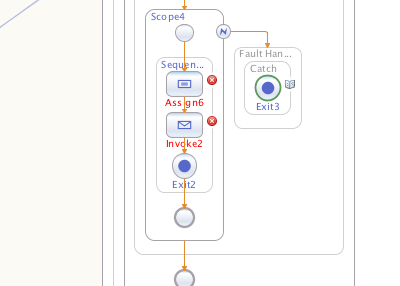 Scope4
Fault Han ...
Sequen...
Catch
Assign6
Exit3
Invoke2
Exit2